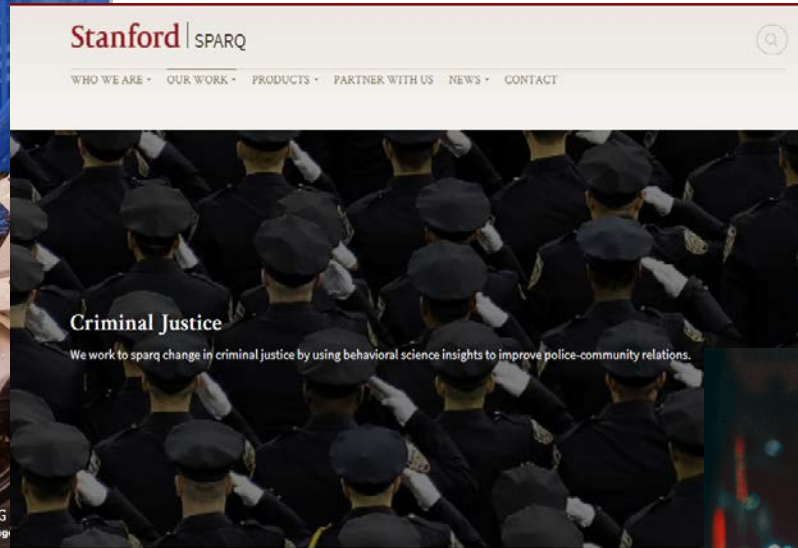 Stanford | SPARQ
WHO WE ARE OUR WORK PRODUCTS PARTNER WITH US NEWS CONTACT
Criminal Justice
We work to sparq change in criminal justice by using behavioral science insights to improve police-community relations.